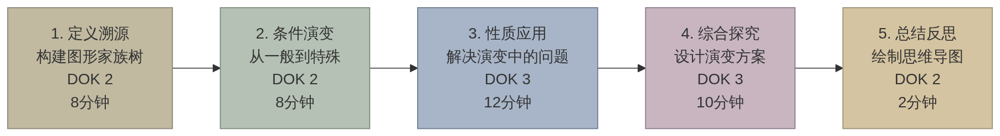 1. 定义溯源
构建图形家族树
DOK 2
8分钟
2. 条件演变
从一般到特殊
DOK 2
8分钟
3. 性质应用
解决演变中的问题
DOK 3
12分钟
4. 综合探究
设计演变方案
DOK 3
10分钟
5. 总结反思
绘制思维导图
DOK 2
2分钟